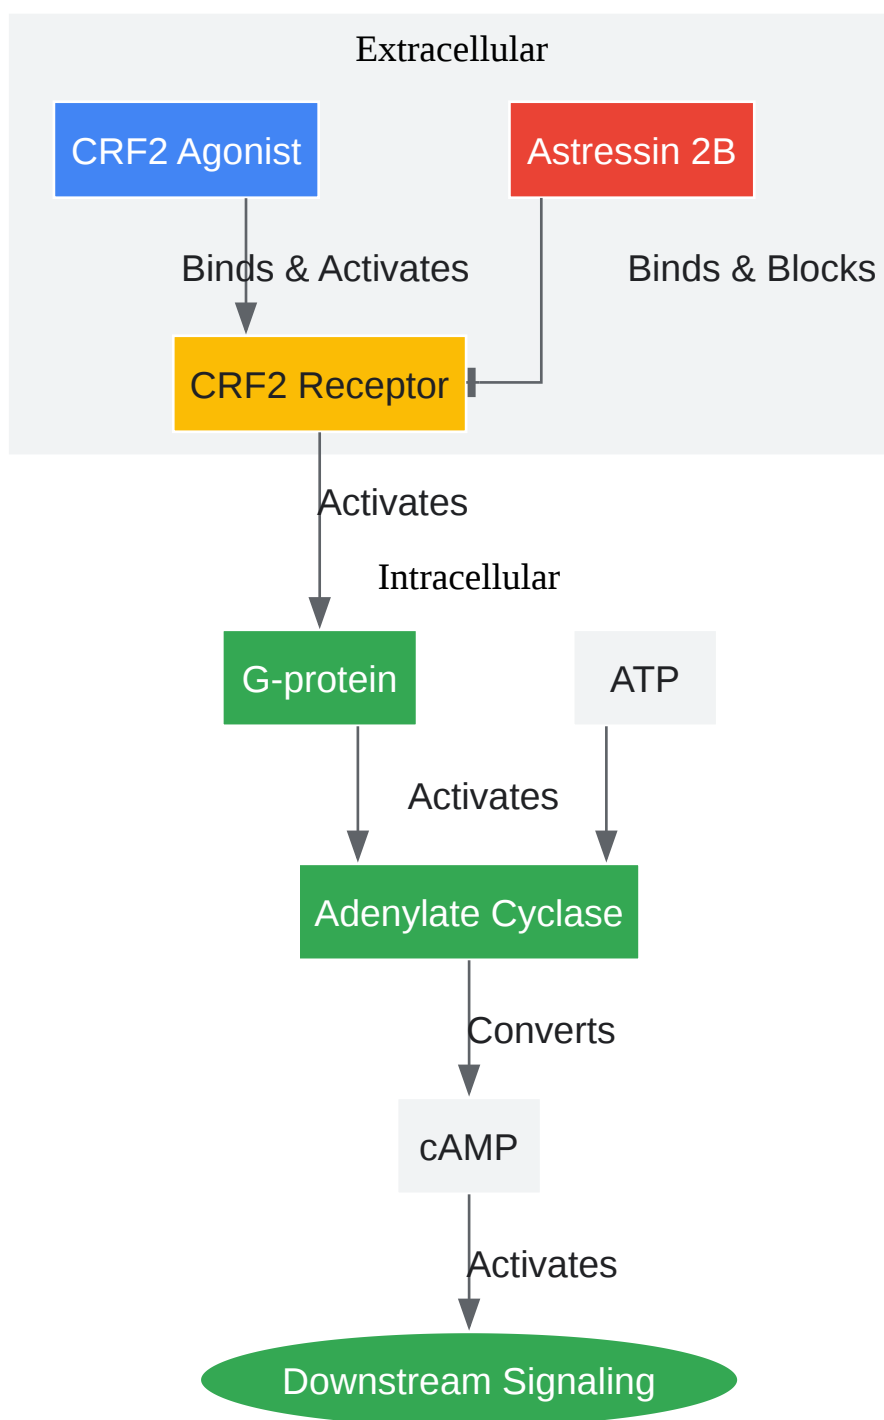 Extracellular
CRF2 Agonist
Astressin 2B
Binds & Activates
Binds & Blocks
CRF2 Receptor
Activates
Intracellular
G-protein
ATP
Activates
Adenylate Cyclase
Converts
cAMP
Activates
Downstream Signaling